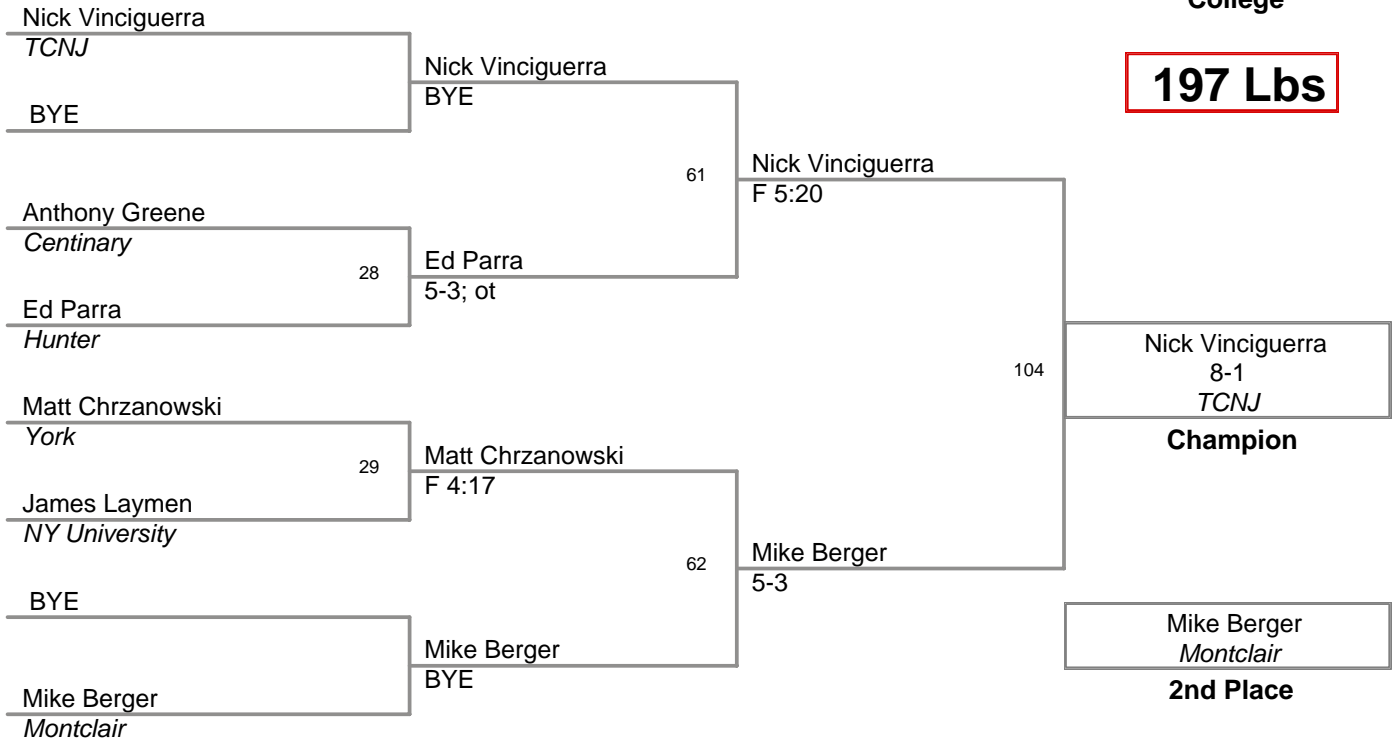 College
197 Lbs
Nick Vinciguerra
TCNJ
BYE
Anthony Greene
Centinary
28
Ed Parra
Hunter
Matt Chrzanowski
York
29
James Laymen
NY University
BYE
Mike Berger
Montclair
Nick Vinciguerra
BYE
61
Ed Parra
5-3; ot
Matt Chrzanowski
F 4:17
62
Mike Berger
BYE
Nick Vinciguerra
F 5:20
104
Mike Berger
5-3
Nick Vinciguerra
8-1
TCNJ
Champion
Mike Berger
Montclair
2nd Place